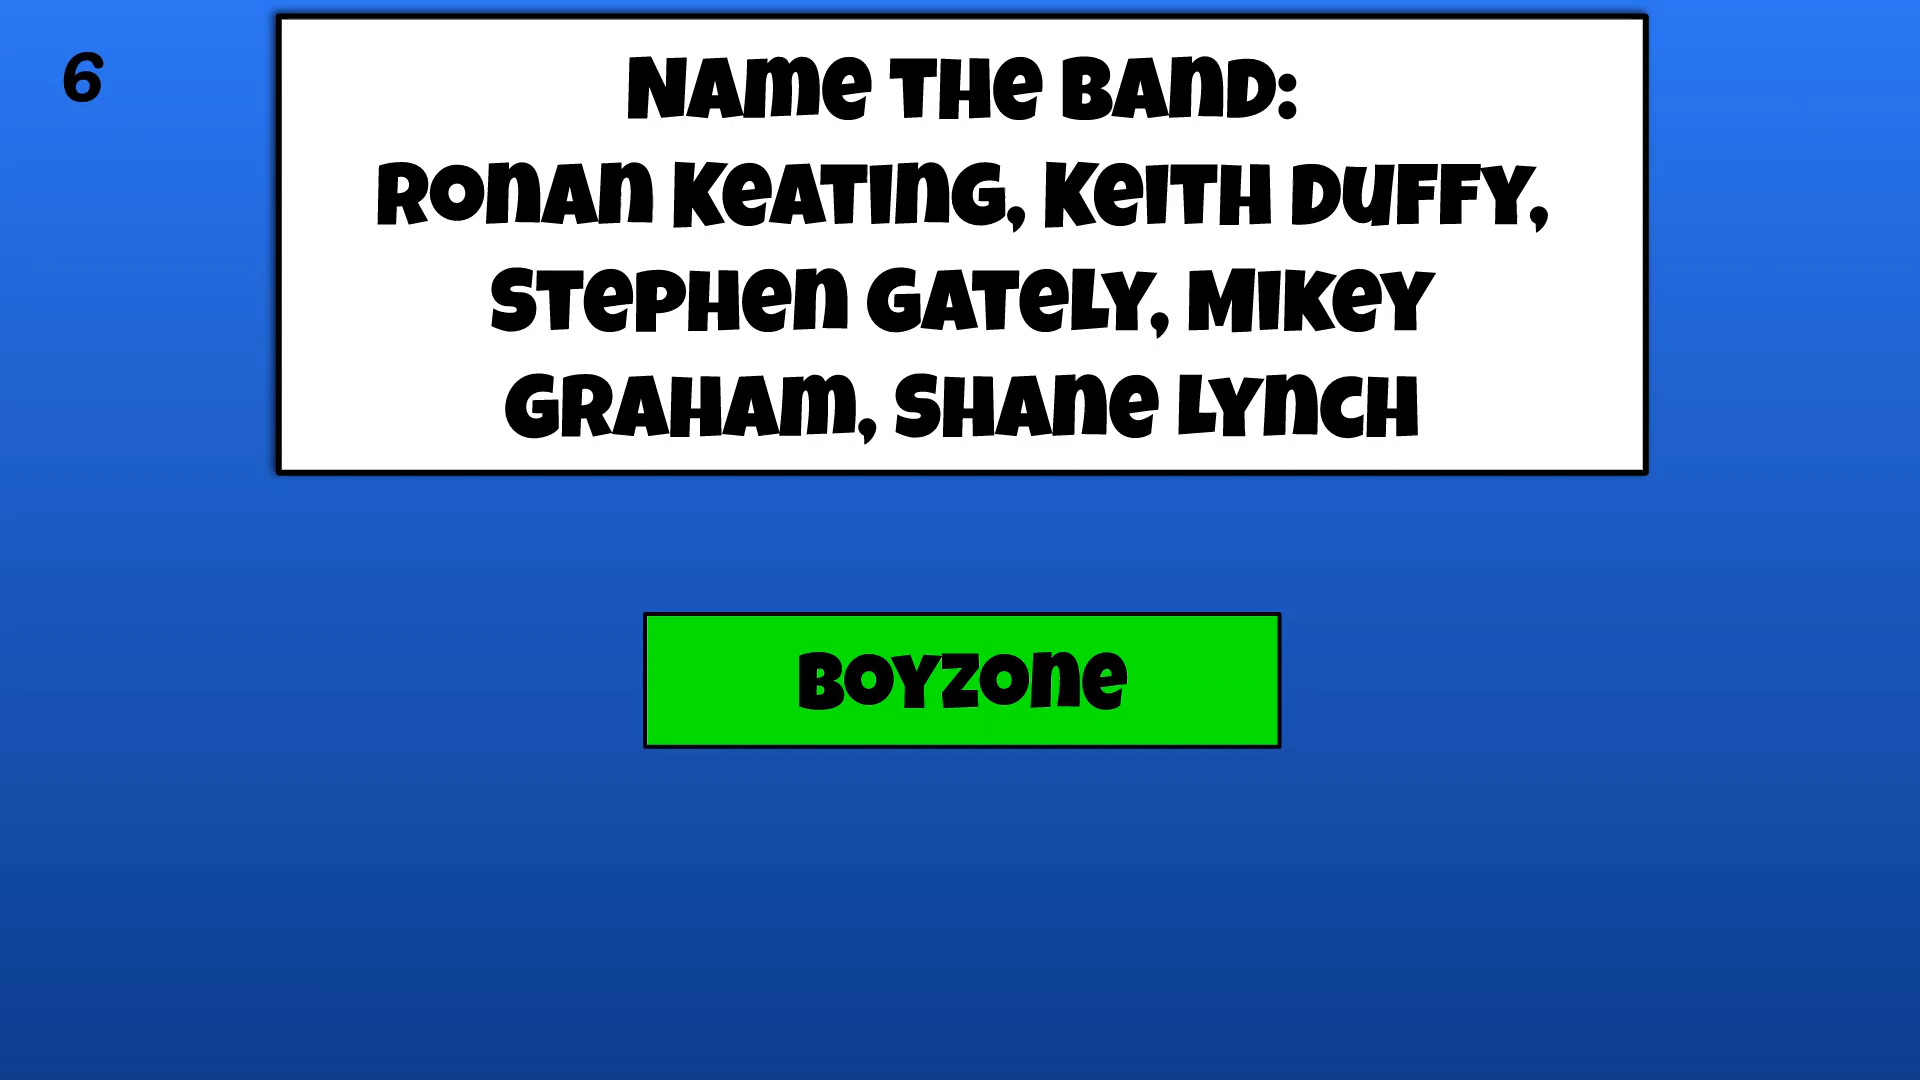 6
Name the Band:
Ronan Keating, Keith Duffy,
Stephen Gately, Mikey
Graham, Shane Lynch
Boyzone